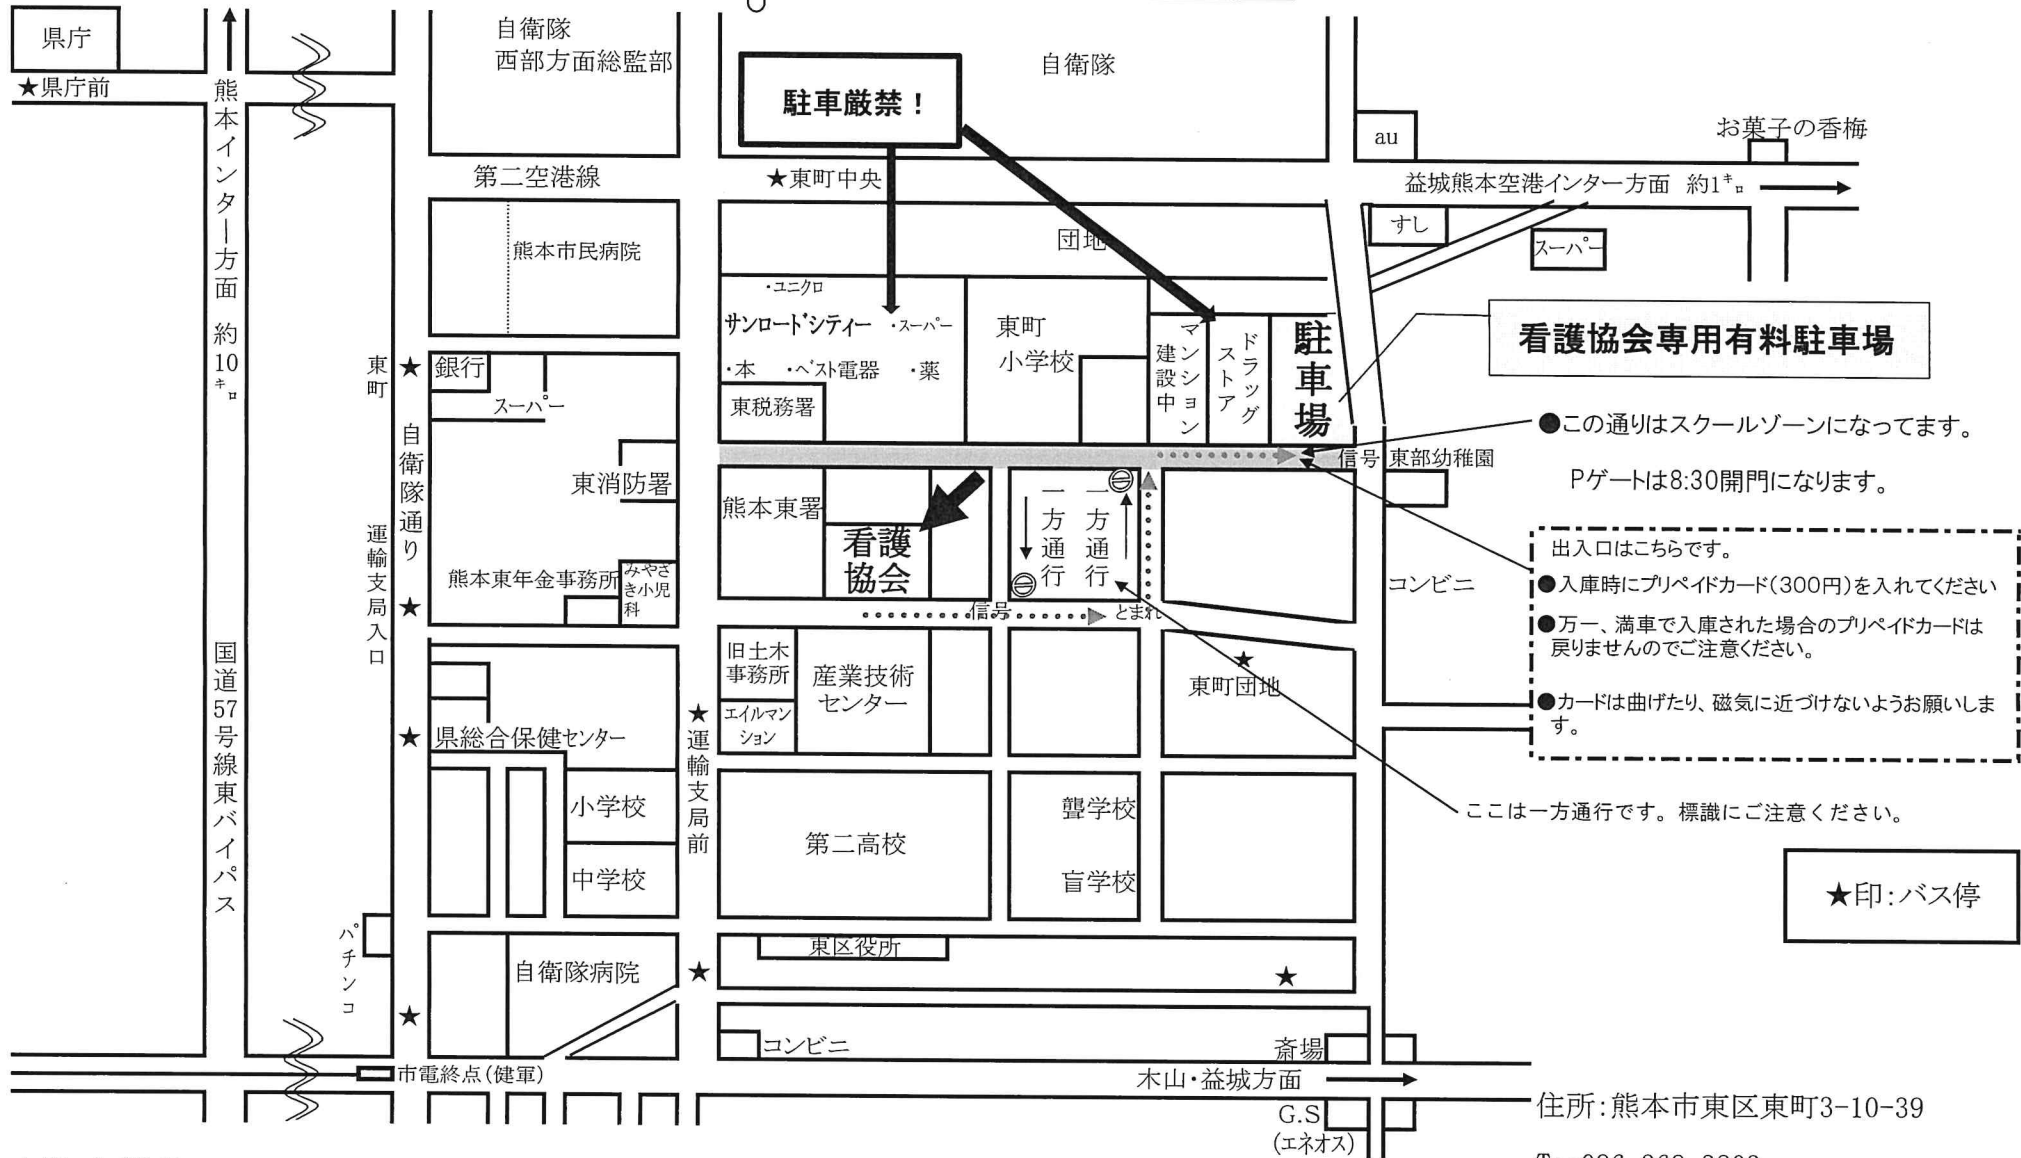 県庁
★県庁前
熊本インター方面 約10㌔
国道57号線東バイパス
自衛隊
西部方面総監部
駐車厳禁！
自衛隊
au
お菓子の香梅
第二空港線
★東町中央
益城熊本空港インター方面 約1㌔
すし
スーパー
熊本市民病院
団地
・ユニクロ
サンロードシティー ・スーパー
・本 ・ベスト電器 ・薬
東税務署
東町
小学校
マンション
建設中
ドラッグ
ストア
駐車場
看護協会専用有料駐車場
東町
★
銀行
スーパー
自衛隊通り
東消防署
運輸支局入口
★
熊本東年金事務所
みやざ
き小児
科
熊本東署
看護
協会
一方通行
一方通行
信号
とまれ
信号 東部幼稚園
●この通りはスクールゾーンになってます。
Pゲートは8:30開門になります。
出入口はこちらです。
●入庫時にプリペイドカード(300円)を入れてください
●万一、満車で入庫された場合のプリペイドカードは
戻りませんのでご注意ください。
●カードは曲げたり、磁気に近づけないようお願いしま
す。
コンビニ
旧土木
事務所
産業技術
センター
エイルマン
ション
★
東町団地
★県総合保健センター
★運輸支局前
小学校
中学校
第二高校
聾学校
盲学校
ここは一方通行です。標識にご注意ください。
★印：バス停
パチンコ
★
自衛隊病院
★
東区役所
★
コンビニ
斎場
市電終点(健軍)
木山・益城方面
G.S
(エネオス)
住所：熊本市東区東町3-10-39